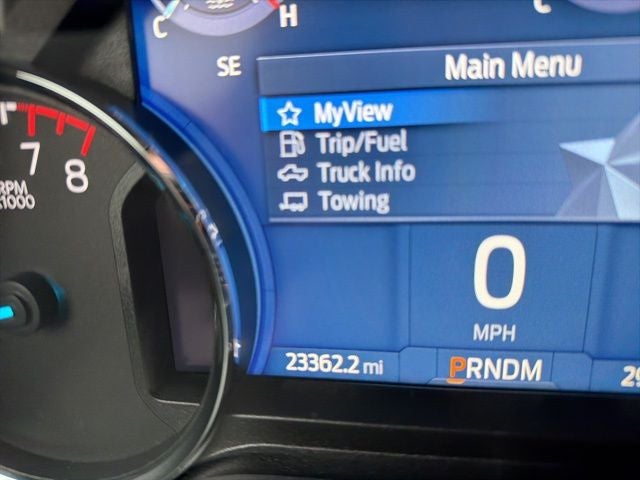 C H C
SE
Main Menu
MyView
Trip/Fuel
Truck Info
Towing
7
8
RPM
x1000
0
MPH
23362.2 mi
PRNDM
29